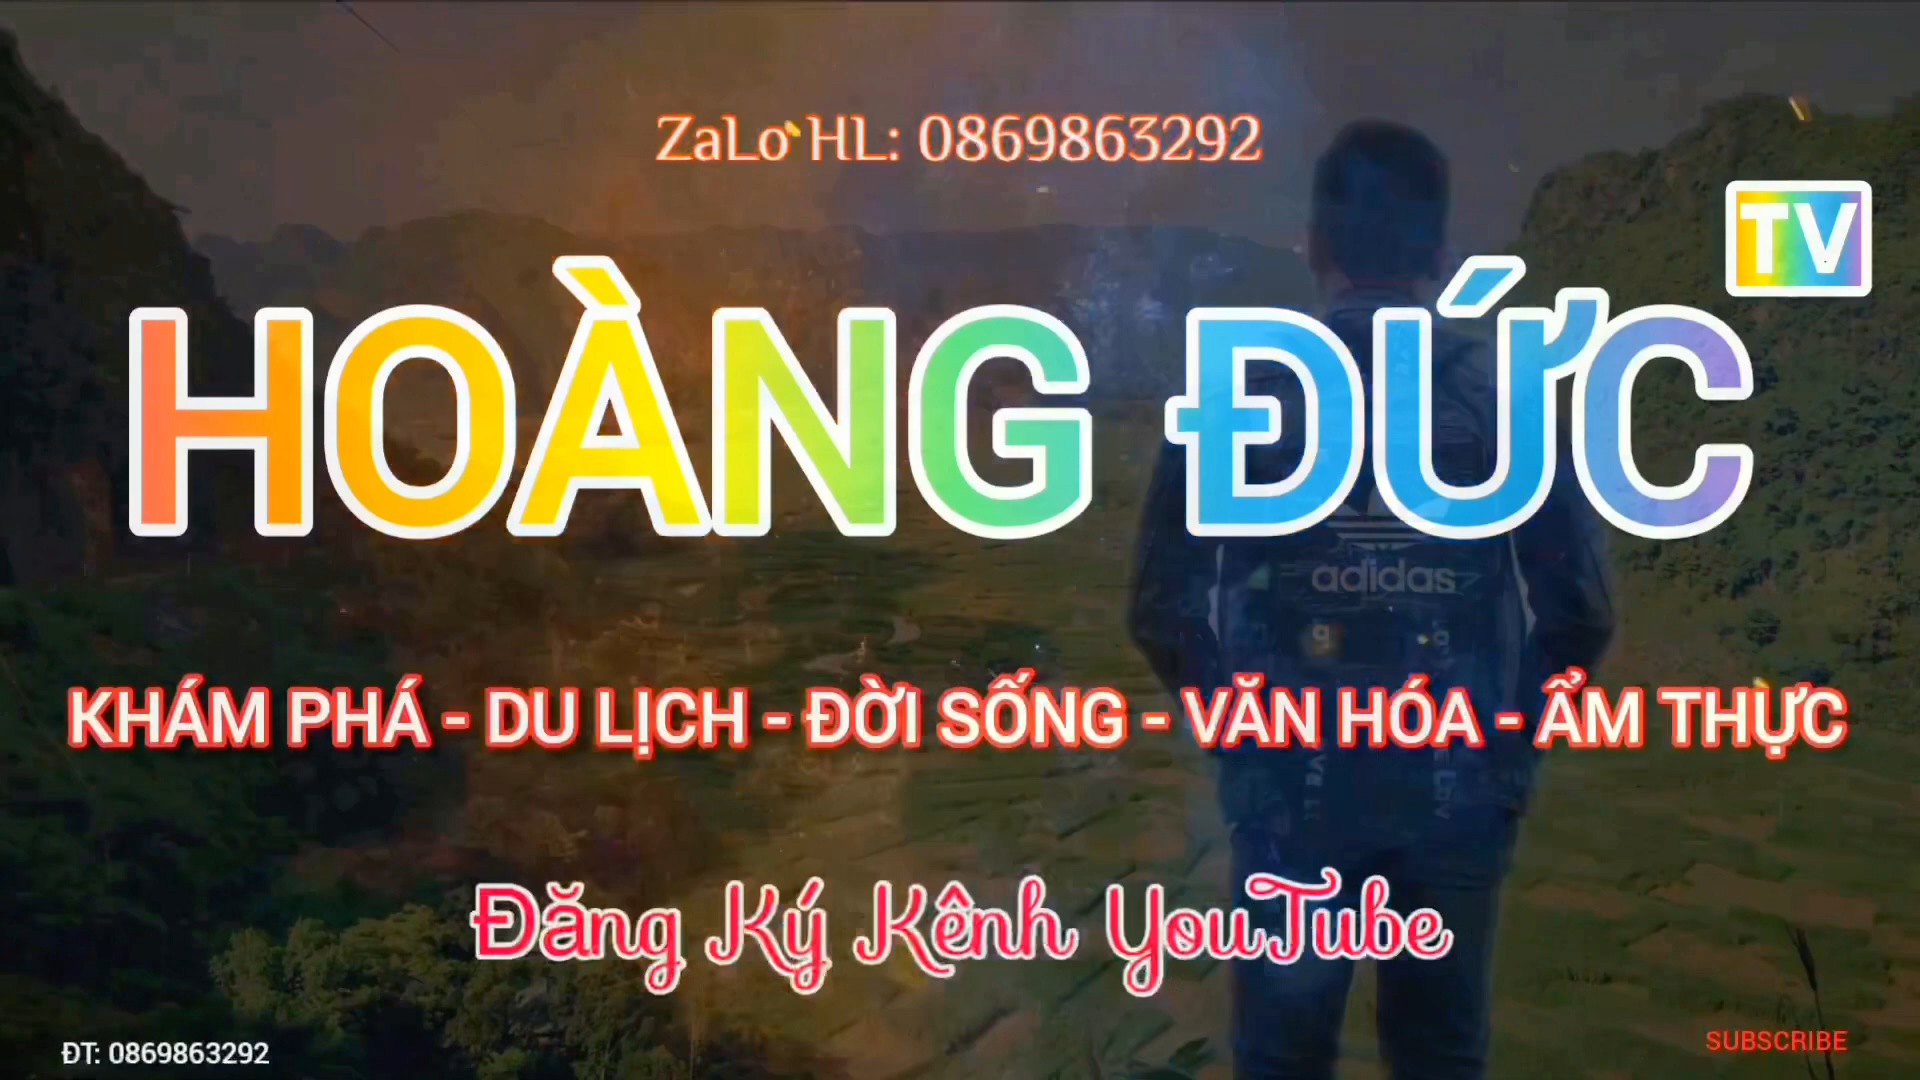 ZaLo HL: 0869863292
TV
HOÀNG ĐỨC
adidas
KHÁM PHÁ - DU LỊCH - ĐỜI SỐNG - VĂN HÓA - ẨM THỰC
Đăng Ký Kênh YouTube
ĐT: 0869863292
SUBSCRIBE